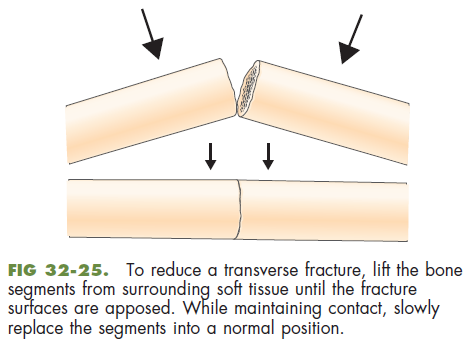 FIG 32-25. To reduce a transverse fracture, lift the bone
segments from surrounding soft tissue until the fracture
surfaces are apposed. While maintaining contact, slowly
replace the segments into a normal position.